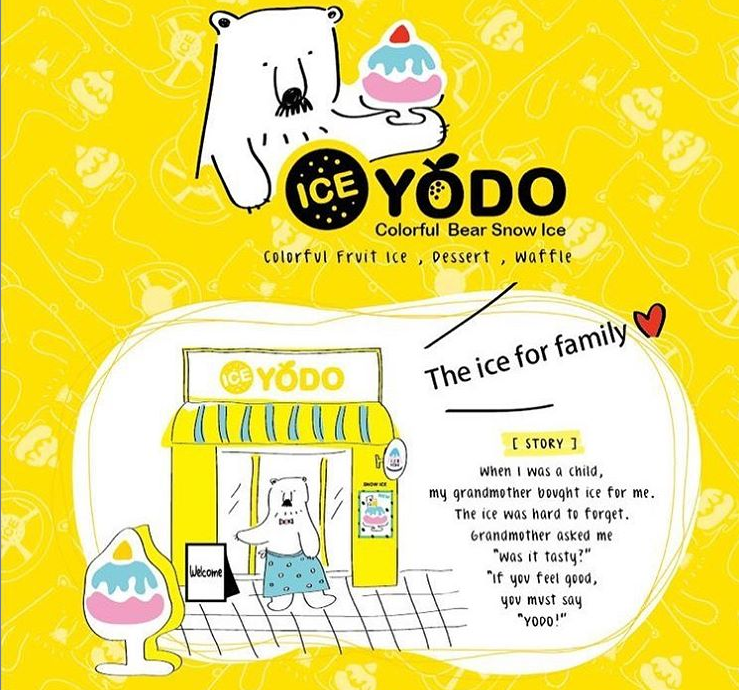 ICE YODO
Colorful Bear Snow Ice
Colorful Fruit Ice , Dessert , Waffle
The ice for family
ICE YODO
SNOW ICE
Welcome
[ STORY ]
When I was a child,
my grandmother bought ice for me.
The ice was hard to forget.
Grandmother asked me
"Was it tasty?"
"If you feel good,
you must say
"YODO!"